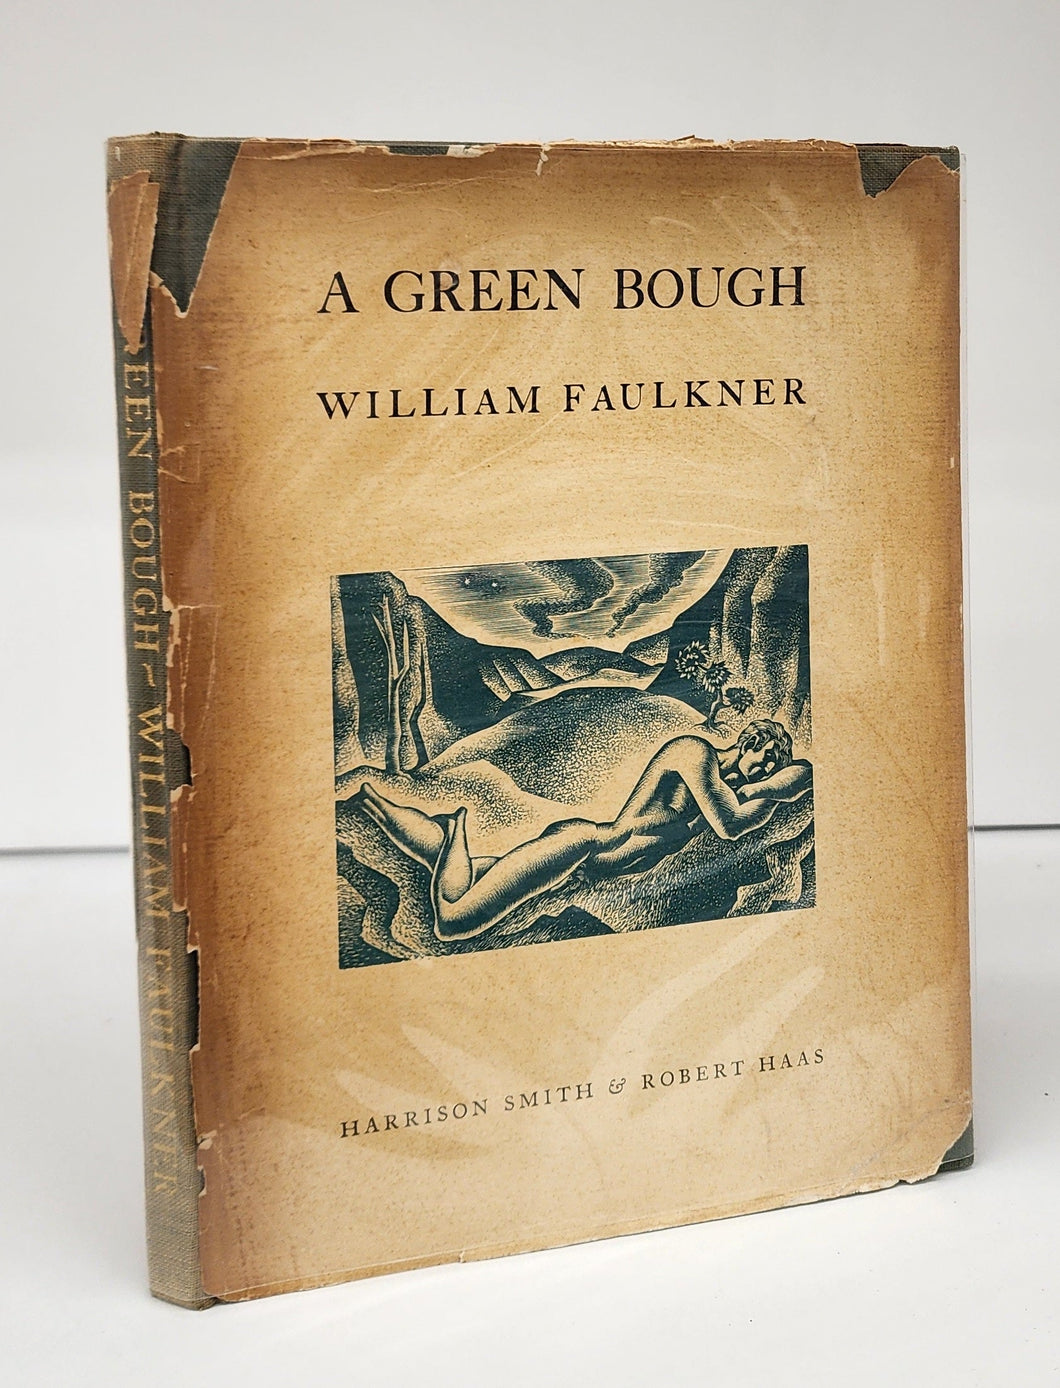 A GREEN BOUGH
WILLIAM FAULKNER
HARRISON SMITH & ROBERT HAAS
EEN BOUGH ~ WILLIAM FAULKNER